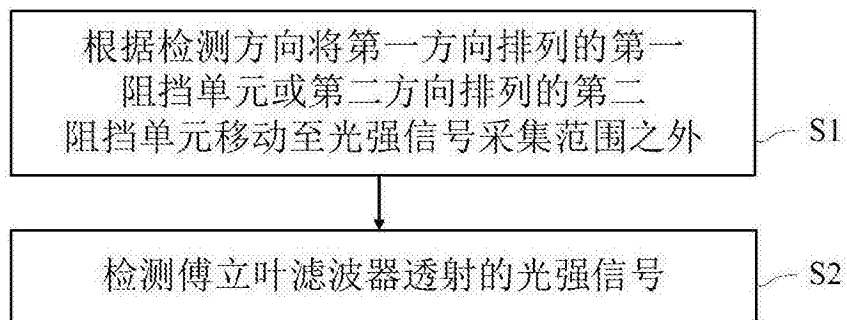 根据检测方向将第一方向排列的第一
阻挡单元或第二方向排列的第二
阻挡单元移动至光强信号采集范围之外
S1
检测傅立叶滤波器透射的光强信号
S2